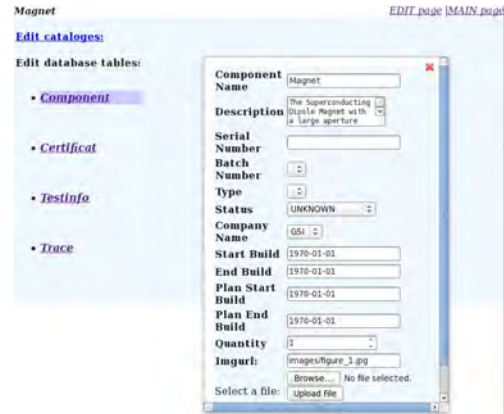 Magnet
EDIT page |MAIN page
Edit cataloges:
Edit database tables:
• Component
• Certificat
• Testinfo
• Trace
Component Name Magnet
Description The Superconducting Dipole Magnet with a large aperture
Serial Number
Batch Number
Type
Status UNKNOWN
Company Name GSI
Start Build 1970-01-01
End Build 1970-01-01
Plan Start Build 1970-01-01
Plan End Build 1970-01-01
Quantity 1
Imgurl: images/figure_1.jpg
Browse... No file selected.
Select a file: Upload File